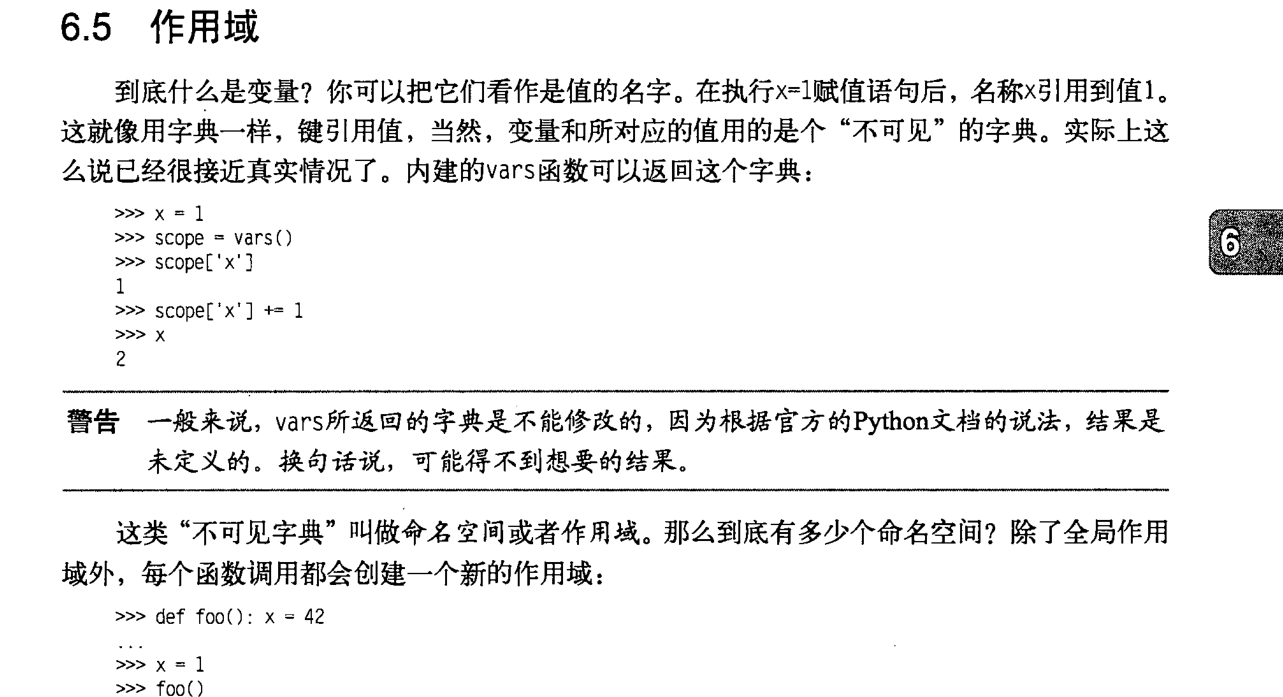 6.5 作用域
到底什么是变量？你可以把它们看作是值的名字。在执行x=1赋值语句后，名称x引用到值1。
这就像用字典一样，键引用值，当然，变量和所对应的值用的是个“不可见”的字典。实际上这
么说已经很接近真实情况了。内建的vars函数可以返回这个字典：
>>> x = 1
>>> scope = vars()
>>> scope['x']
1
>>> scope['x'] += 1
>>> x
2
6
警告 一般来说，vars所返回的字典是不能修改的，因为根据官方的Python文档的说法，结果是
未定义的。换句话说，可能得不到想要的结果。
这类“不可见字典”叫做命名空间或者作用域。那么到底有多少个命名空间？除了全局作用
域外，每个函数调用都会创建一个新的作用域：
>>> def foo(): x = 42
...
>>> x = 1
>>> foo()